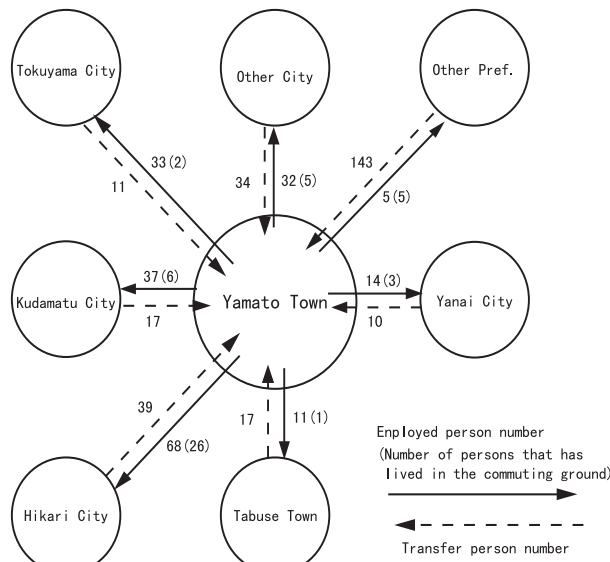 Tokuyama City
Other City
Other Pref.
33(2)
11
34
32(5)
143
5(5)
37(6)
Kudamatu City
17
Yamato Town
14(3)
10
Yanai City
39
68(26)
17
11(1)
Hikari City
Tabuse Town
Enployed person number
(Number of persons that has
lived in the commuting ground)
Transfer person number